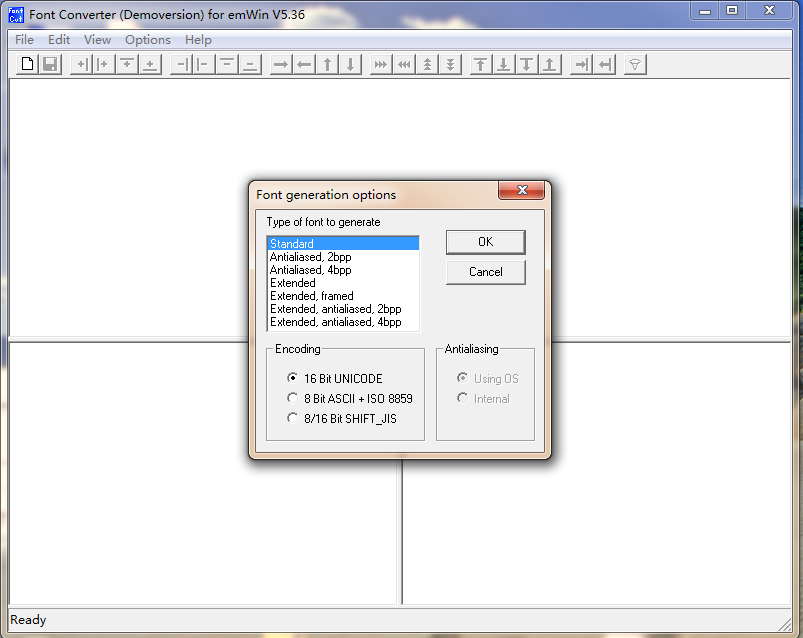 Font Cvt
Font Converter (Demoversion) for emWin V5.36
File Edit View Options Help
Font generation options
Type of font to generate
Standard
Antialiased, 2bpp
Antialiased, 4bpp
Extended
Extended, framed
Extended, antialiased, 2bpp
Extended, antialiased, 4bpp
OK
Cancel
Encoding
16 Bit UNICODE
8 Bit ASCII + ISO 8859
8/16 Bit SHIFT_JIS
Antialiasing
Using OS
Internal
Ready